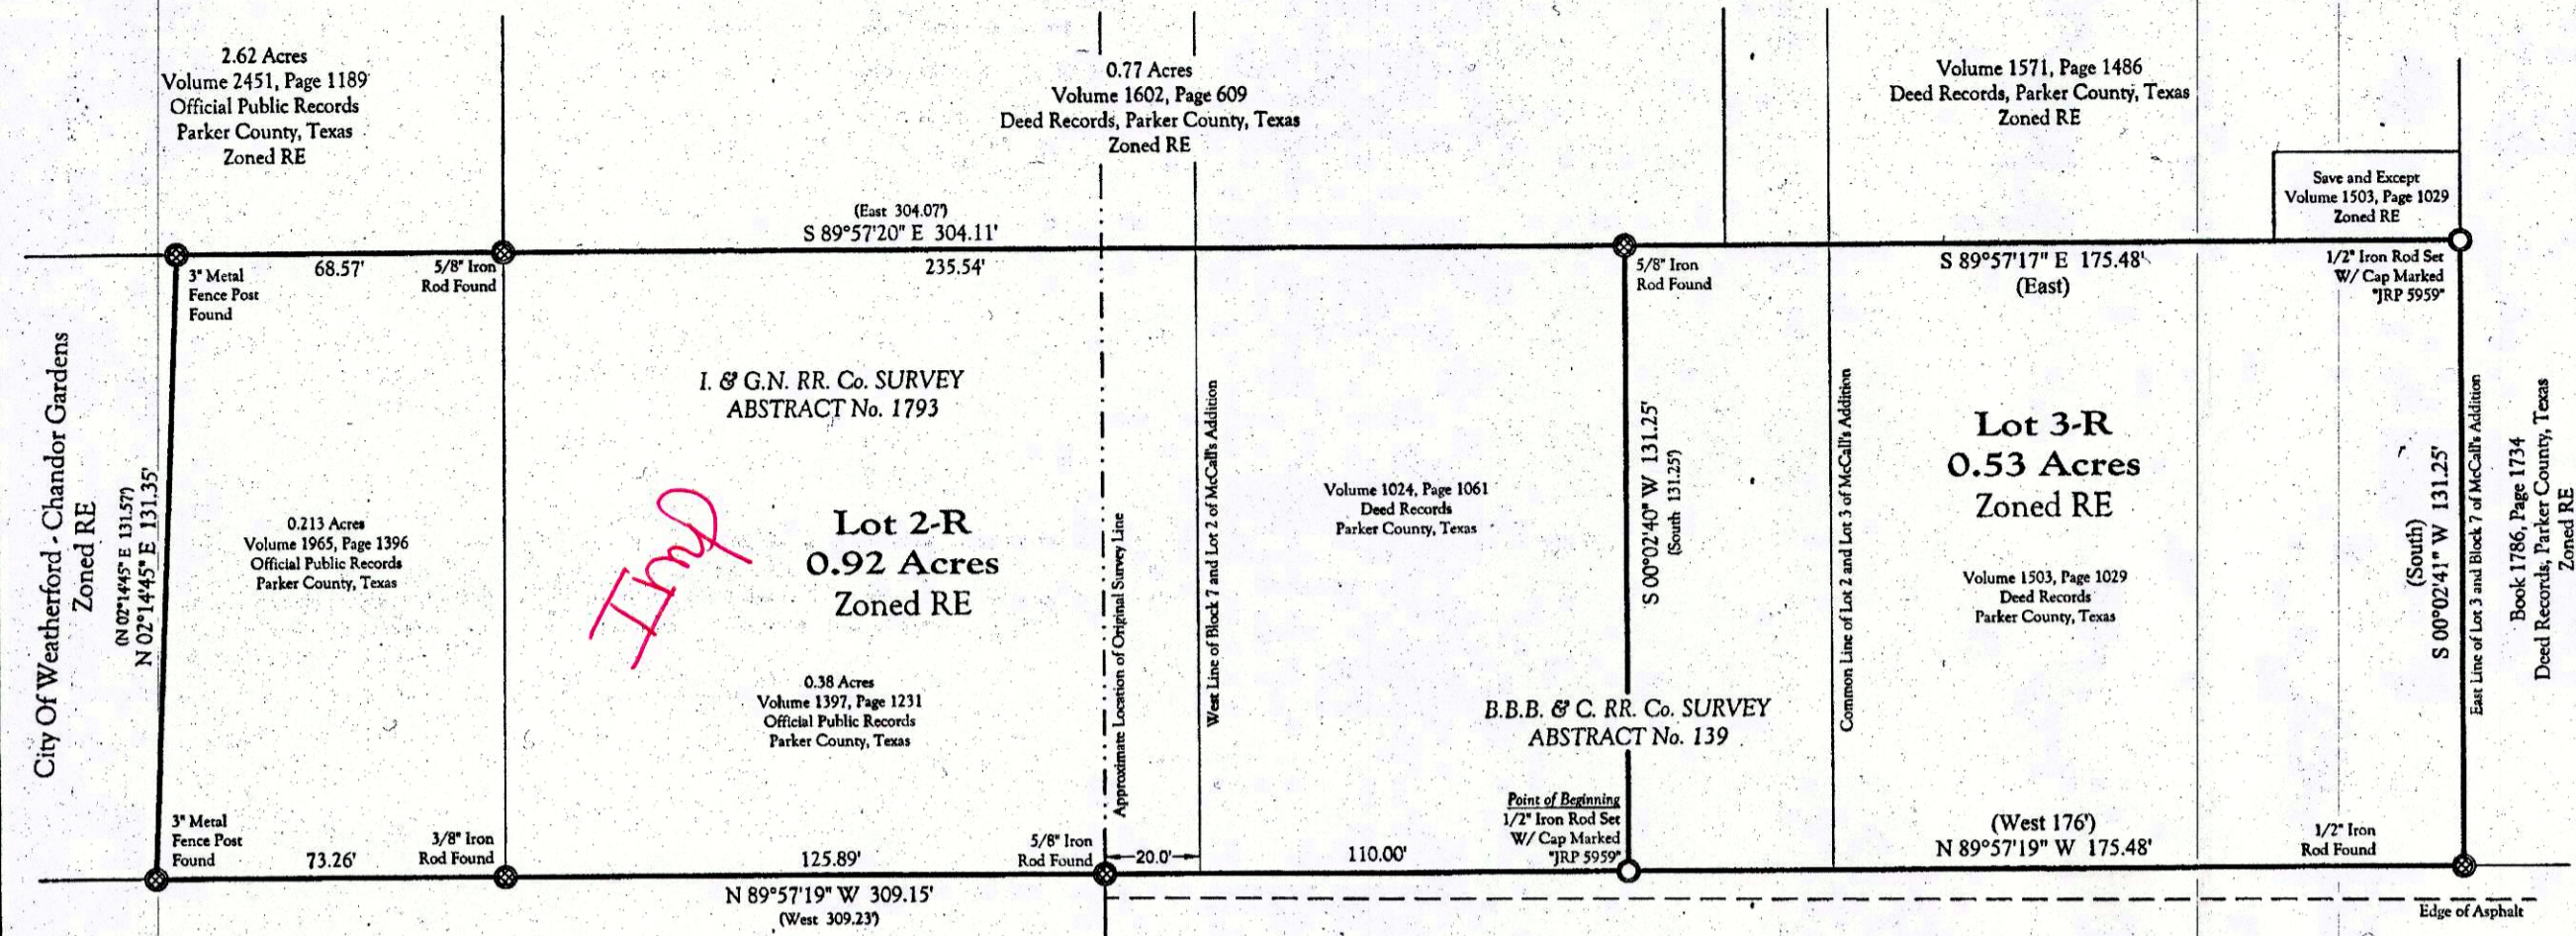 2.62 Acres
Volume 2451, Page 1189
Official Public Records
Parker County, Texas
Zoned RE
0.77 Acres
Volume 1602, Page 609
Deed Records, Parker County, Texas
Zoned RE
Volume 1571, Page 1486
Deed Records, Parker County, Texas
Zoned RE
Save and Except
Volume 1503, Page 1029
Zoned RE
(East 304.07')
S 89°57'20" E 304.11'
68.57'
235.54'
3" Metal
Fence Post
Found
5/8" Iron
Rod Found
5/8" Iron
Rod Found
S 89°57'17" E 175.48'
(East)
1/2" Iron Rod Set
W/ Cap Marked
"JRP 5959"
City Of Weatherford - Chandor Gardens
Zoned RE
(N 02°14'45" E 131.57')
N 02°14'45" E 131.35'
0.213 Acres
Volume 1965, Page 1396
Official Public Records
Parker County, Texas
I. & G.N. RR. Co. SURVEY
ABSTRACT No. 1793
Imp
Lot 2-R
0.92 Acres
Zoned RE
0.38 Acres
Volume 1397, Page 1231
Official Public Records
Parker County, Texas
Approximate Location of Original Survey Line
West Line of Block 7 and Lot 2 of McCall's Addition
Volume 1024, Page 1061
Deed Records
Parker County, Texas
S 00°02'40" W 131.25'
(South 131.25')
B.B.B. & C. RR. Co. SURVEY
ABSTRACT No. 139
Common Line of Lot 2 and Lot 3 of McCall's Addition
Lot 3-R
0.53 Acres
Zoned RE
Volume 1503, Page 1029
Deed Records
Parker County, Texas
(South)
S 00°02'41" W 131.25'
East Line of Lot 3 and Block 7 of McCall's Addition
Book 1786, Page 1734
Deed Records, Parker County, Texas
Zoned RE
3" Metal
Fence Post
Found
73.26'
3/8" Iron
Rod Found
125.89'
5/8" Iron
Rod Found
20.0'
110.00'
Point of Beginning
1/2" Iron Rod Set
W/ Cap Marked
"JRP 5959"
(West 176')
N 89°57'19" W 175.48'
1/2" Iron
Rod Found
N 89°57'19" W 309.15'
(West 309.23')
Edge of Asphalt